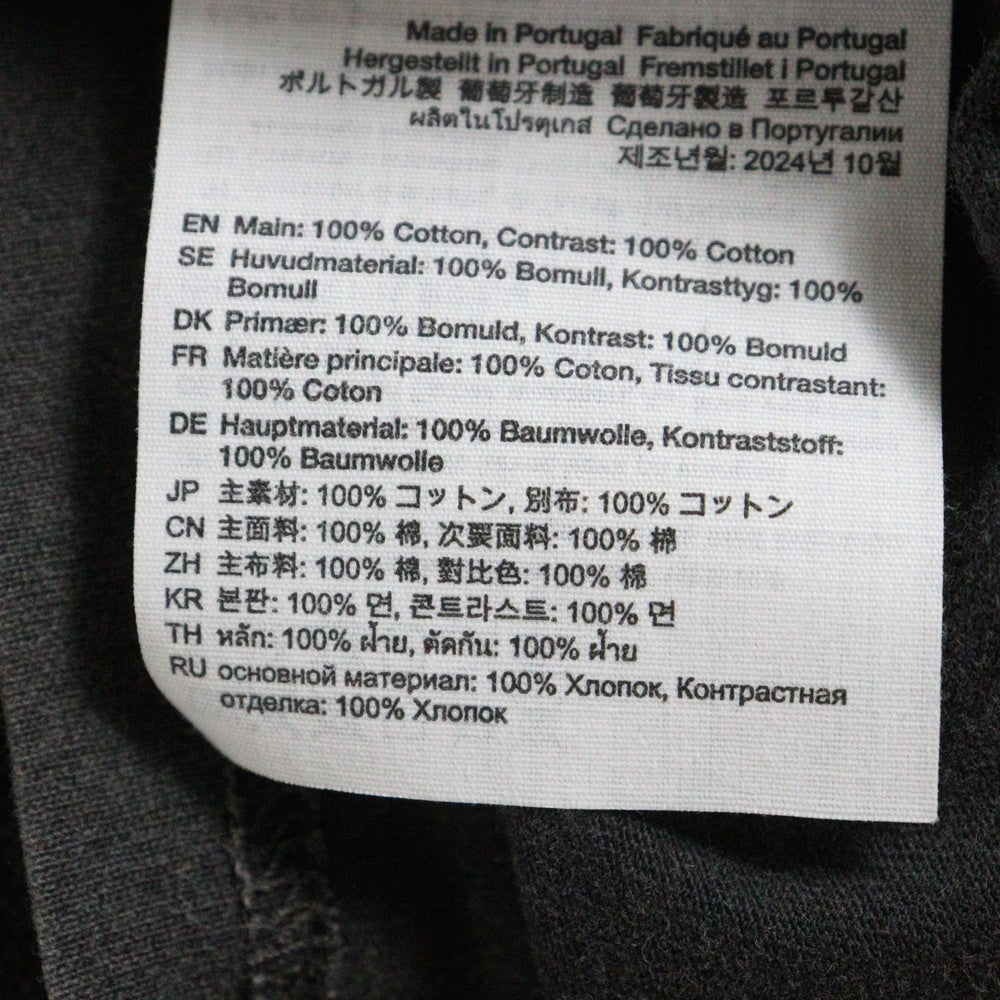 Made in Portugal Fabriqué au Portugal
Hergestellt in Portugal Fremstillet i Portugal
ポルトガル製 葡萄牙制造 葡萄牙製造 포르투갈산
ผลิตในโปรตุเกส Сделано в Португалии
제조년월: 2024년 10월
EN Main: 100% Cotton, Contrast: 100% Cotton
SE Huvudmaterial: 100% Bomull, Kontrasttyg: 100%
Bomull
DK Primær: 100% Bomuld, Kontrast: 100% Bomuld
FR Matière principale: 100% Coton, Tissu contrastant:
100% Coton
DE Hauptmaterial: 100% Baumwolle, Kontraststoff:
100% Baumwolle
JP 主素材: 100% コットン, 別布: 100% コットン
CN 主面料: 100% 棉, 次要面料: 100% 棉
ZH 主布料: 100% 棉, 對比色: 100% 棉
KR 본판: 100% 면, 콘트라스트: 100% 면
TH หลัก: 100% ฝ้าย, ตัดกัน: 100% ฝ้าย
RU основной материал: 100% Хлопок, Контрастная
отделка: 100% Хлопок